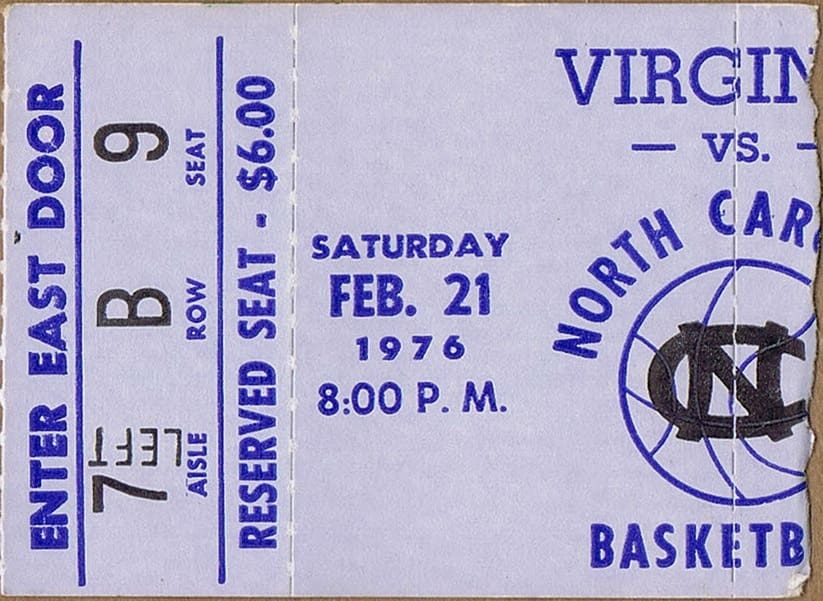 ENTER EAST DOOR
7 B 9
LEFT
AISLE ROW SEAT
RESERVED SEAT - $6.00
SATURDAY
FEB. 21
1976
8:00 P. M.
VIRGIN
— VS. -
NORTH CAR
NC
BASKETB